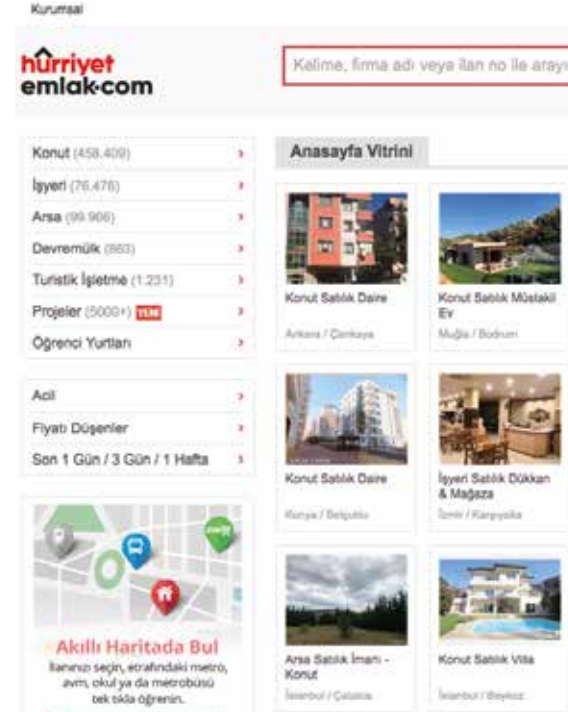 Kurumsal
hürriyet
emlak.com
Kelime, firma adı veya ilan no ile arayı
Konut (458.409)
İşyeri (76.476)
Arsa (99.906)
Devremülk (863)
Turistik İşletme (1.231)
Projeler (5000+) YENİ
Öğrenci Yurtları
Acil
Fiyatı Düşenler
Son 1 Gün / 3 Gün / 1 Hafta
Akıllı Haritada Bul
İlanınızı seçin, etrafındaki metro,
avm, okul ya da metrobüsü
tek tıkla öğrenin.
Anasayfa Vitrini
Konut Satılık Daire
Ankara / Çankaya
Konut Satılık Müstakil
Ev
Muğla / Bodrum
Konut Satılık Daire
Konya / Selçuklu
İşyeri Satılık Dükkan
& Mağaza
İzmir / Karşıyaka
Arsa Satılık İmarlı -
Konut
İstanbul / Çatalca
Konut Satılık Villa
İstanbul / Beykoz